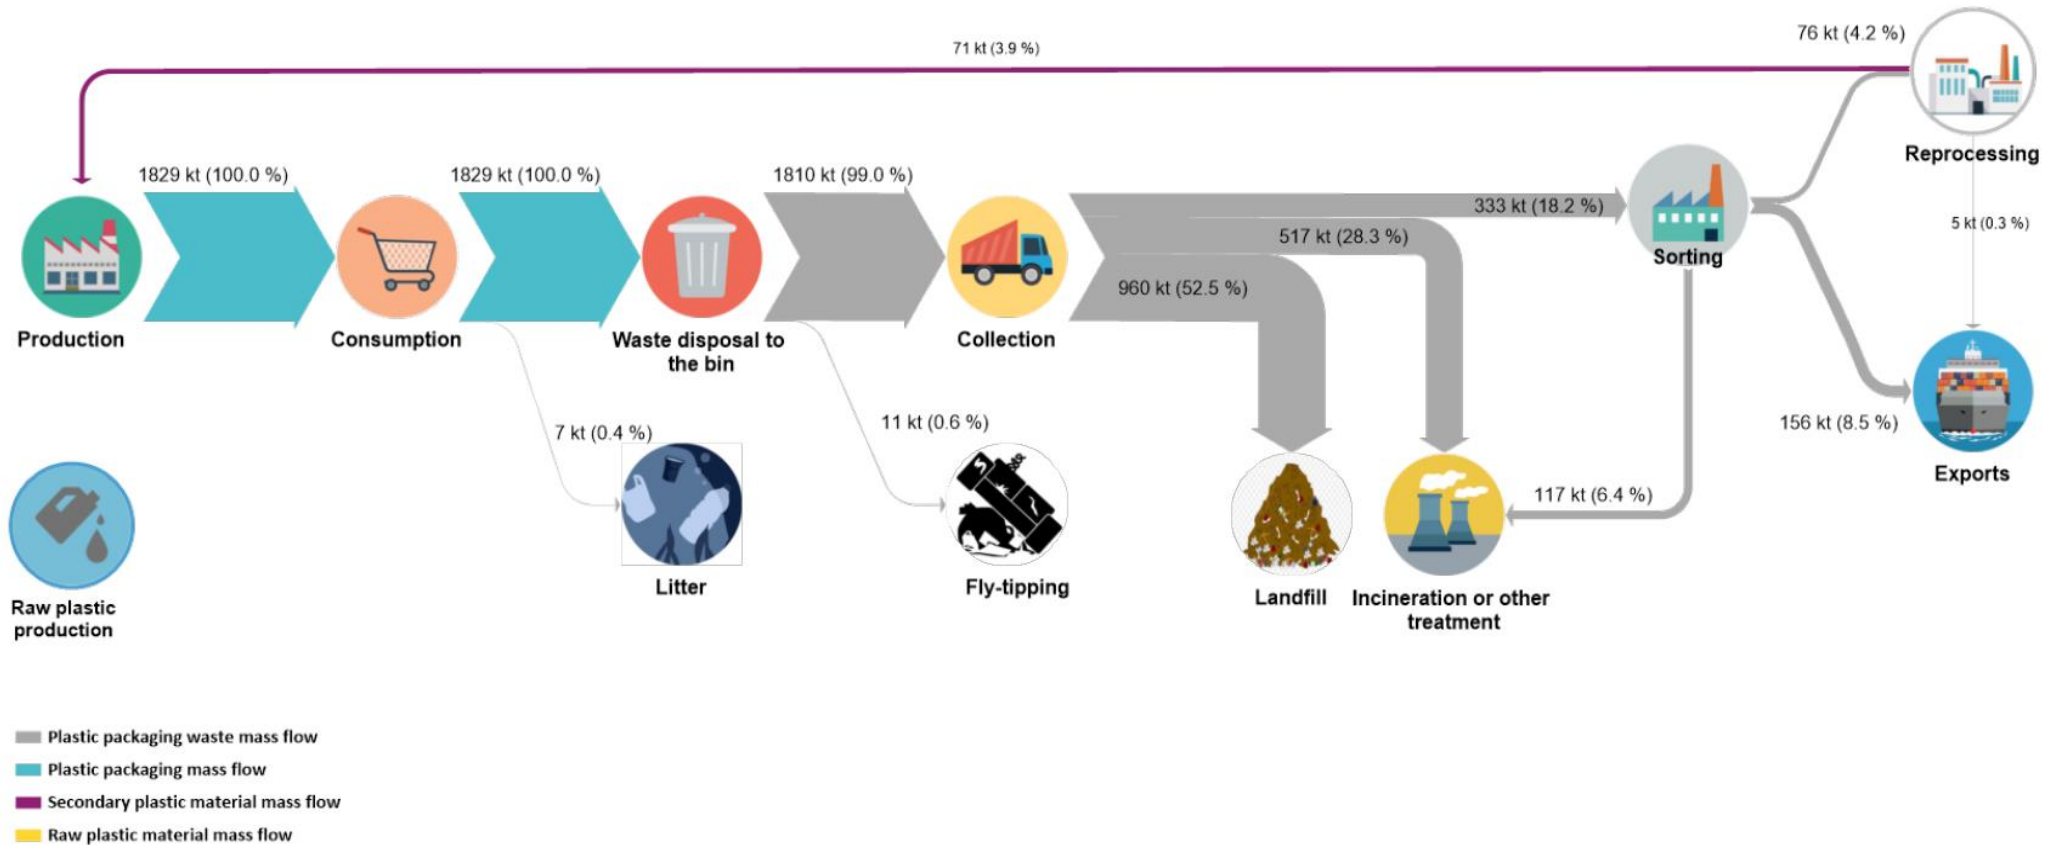 76 kt (4.2 %)
71 kt (3.9 %)
Reprocessing
1829 kt (100.0 %)
1829 kt (100.0 %)
1810 kt (99.0 %)
333 kt (18.2 %)
517 kt (28.3 %)
5 kt (0.3 %)
Sorting
960 kt (52.5 %)
Production
Consumption
Waste disposal to
the bin
Collection
7 kt (0.4 %)
11 kt (0.6 %)
156 kt (8.5 %)
Exports
117 kt (6.4 %)
Litter
Fly-tipping
Landfill
Incineration or other
treatment
Raw plastic
production
Plastic packaging waste mass flow
Plastic packaging mass flow
Secondary plastic material mass flow
Raw plastic material mass flow